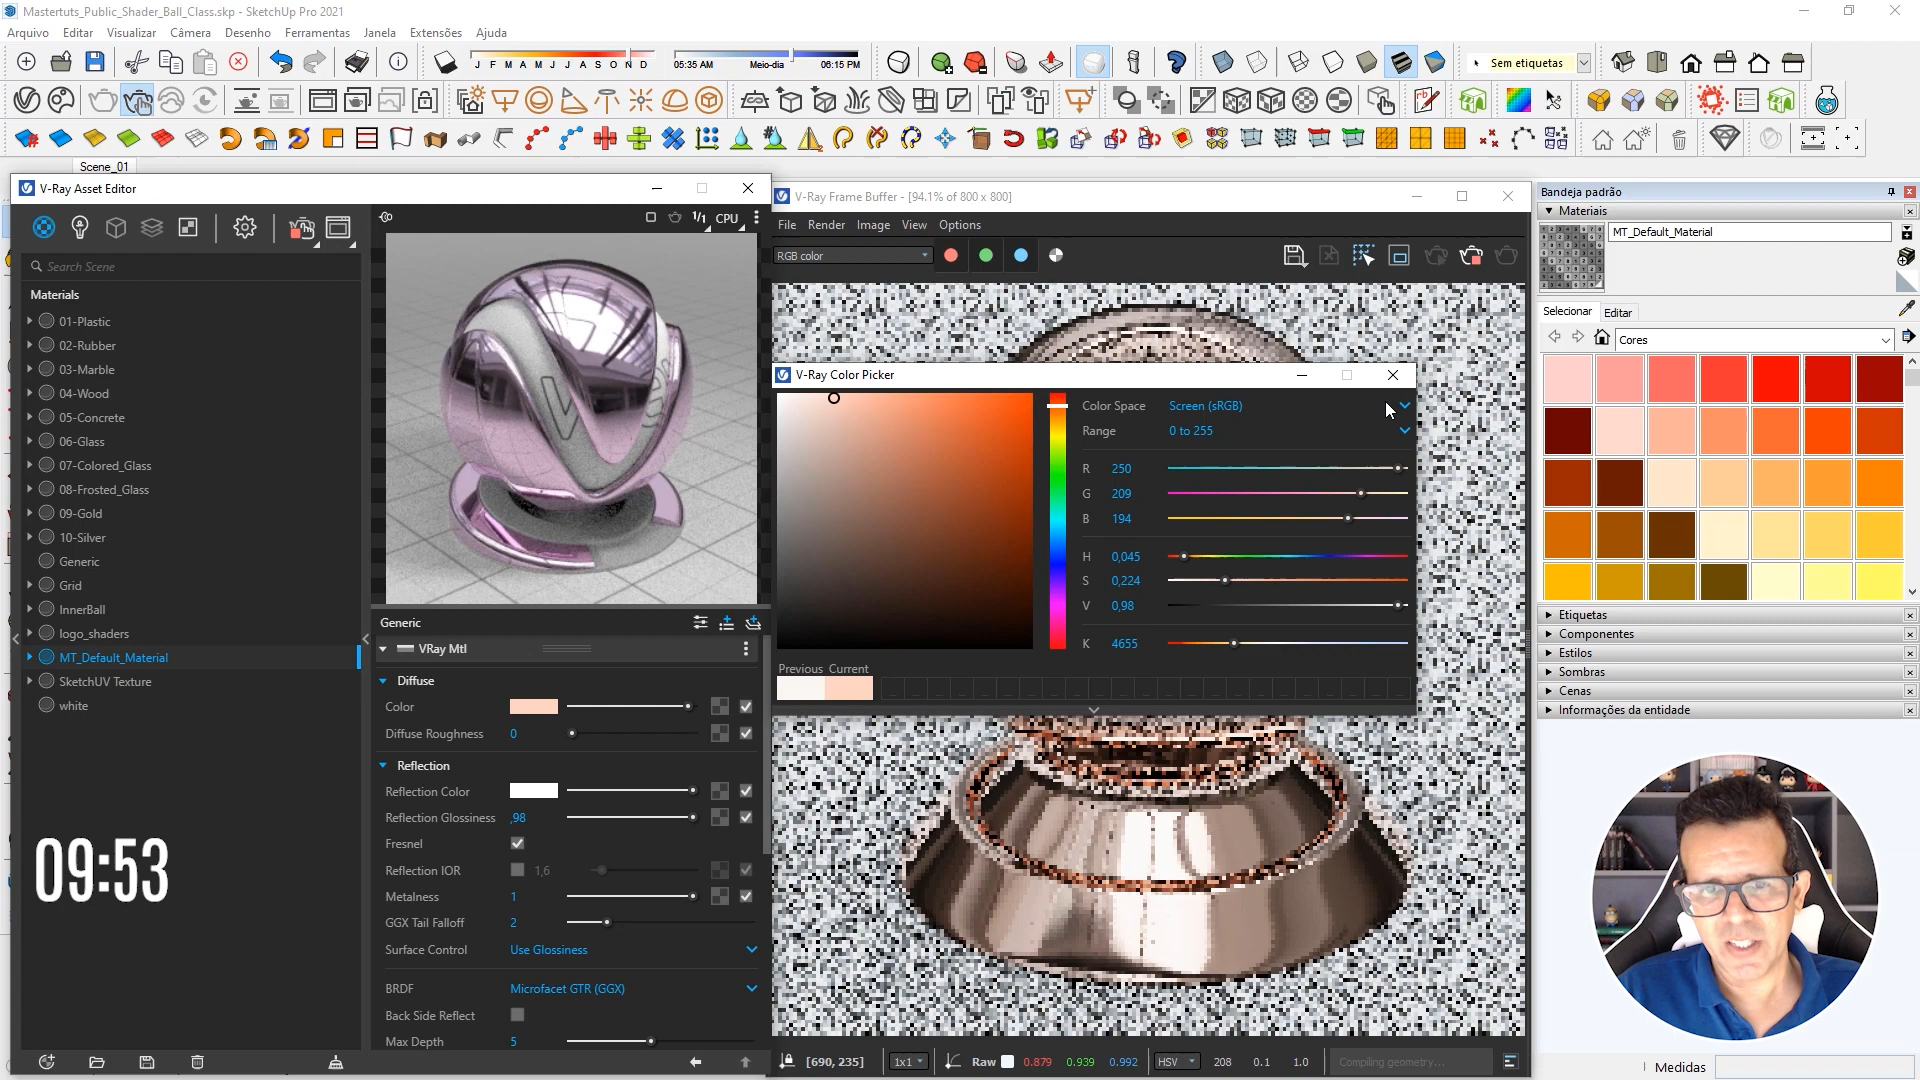 Mastertuts_Public_Shader_Ball_Class.skp - SketchUp Pro 2021
Arquivo Editar Visualizar Câmera Desenho Ferramentas Janela Extensões Ajuda
J F M A M J J A S O N D
05:35 AM Meio-dia 06:15 PM
Sem etiquetas
Scene_01
V-Ray Asset Editor
1/1 CPU
Search Scene
Materials
01-Plastic
02-Rubber
03-Marble
04-Wood
05-Concrete
06-Glass
07-Colored_Glass
08-Frosted_Glass
09-Gold
10-Silver
Generic
Grid
InnerBall
logo_shaders
MT_Default_Material
SketchUV Texture
white
09:53
Generic
VRay Mtl
Diffuse
Color
Diffuse Roughness 0
Reflection
Reflection Color
Reflection Glossiness ,98
Fresnel
Reflection IOR 1,6
Metalness 1
GGX Tail Falloff 2
Surface Control Use Glossiness
BRDF Microfacet GTR (GGX)
Back Side Reflect
Max Depth 5
V-Ray Frame Buffer - [94.1% of 800 x 800]
File Render Image View Options
RGB color
V-Ray Color Picker
Color Space Screen (sRGB)
Range 0 to 255
R 250
G 209
B 194
H 0,045
S 0,224
V 0,98
K 4655
Previous Current
[690, 235] 1x1 Raw 0.879 0.939 0.992 HSV 208 0.1 1.0 Compiling geometry...
Bandeja padrão
Materiais
MT_Default_Material
Selecionar Editar
Cores
Etiquetas
Componentes
Estilos
Sombras
Cenas
Informações da entidade
Medidas